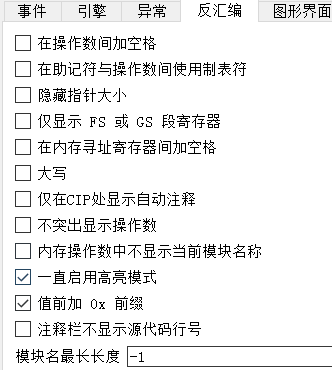 事件 引擎 异常 反汇编 图形界面
在操作数间加空格
在助记符与操作数间使用制表符
隐藏指针大小
仅显示 FS 或 GS 段寄存器
在内存寻址寄存器间加空格
大写
仅在CIP处显示自动注释
不突出显示操作数
内存操作数中不显示当前模块名称
一直启用高亮模式
值前加 0x 前缀
注释栏不显示源代码行号
模块名最长长度 -1